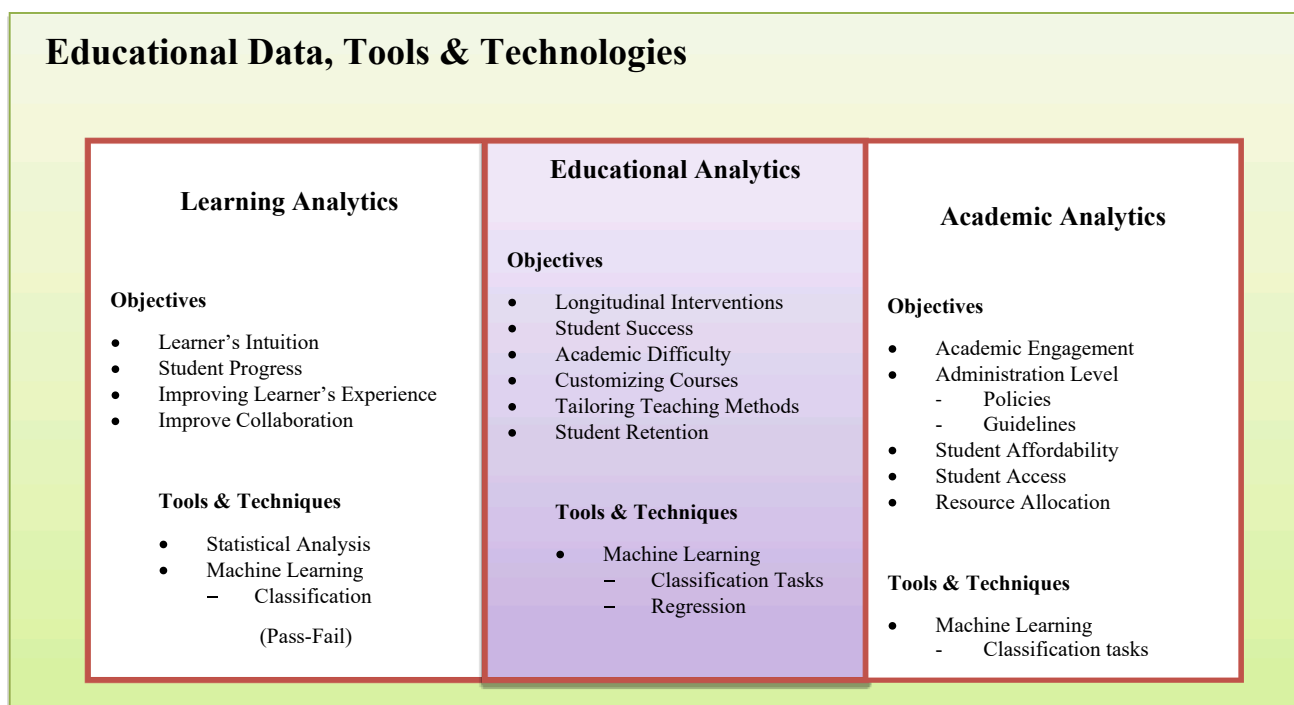 Educational Data, Tools & Technologies
Learning Analytics
Objectives
• Learner's Intuition
• Student Progress
• Improving Learner's Experience
• Improve Collaboration
Tools & Techniques
• Statistical Analysis
• Machine Learning
– Classification
(Pass-Fail)
Educational Analytics
Objectives
• Longitudinal Interventions
• Student Success
• Academic Difficulty
• Customizing Courses
• Tailoring Teaching Methods
• Student Retention
Tools & Techniques
• Machine Learning
– Classification Tasks
– Regression
Academic Analytics
Objectives
• Academic Engagement
• Administration Level
- Policies
- Guidelines
• Student Affordability
• Student Access
• Resource Allocation
Tools & Techniques
• Machine Learning
- Classification tasks